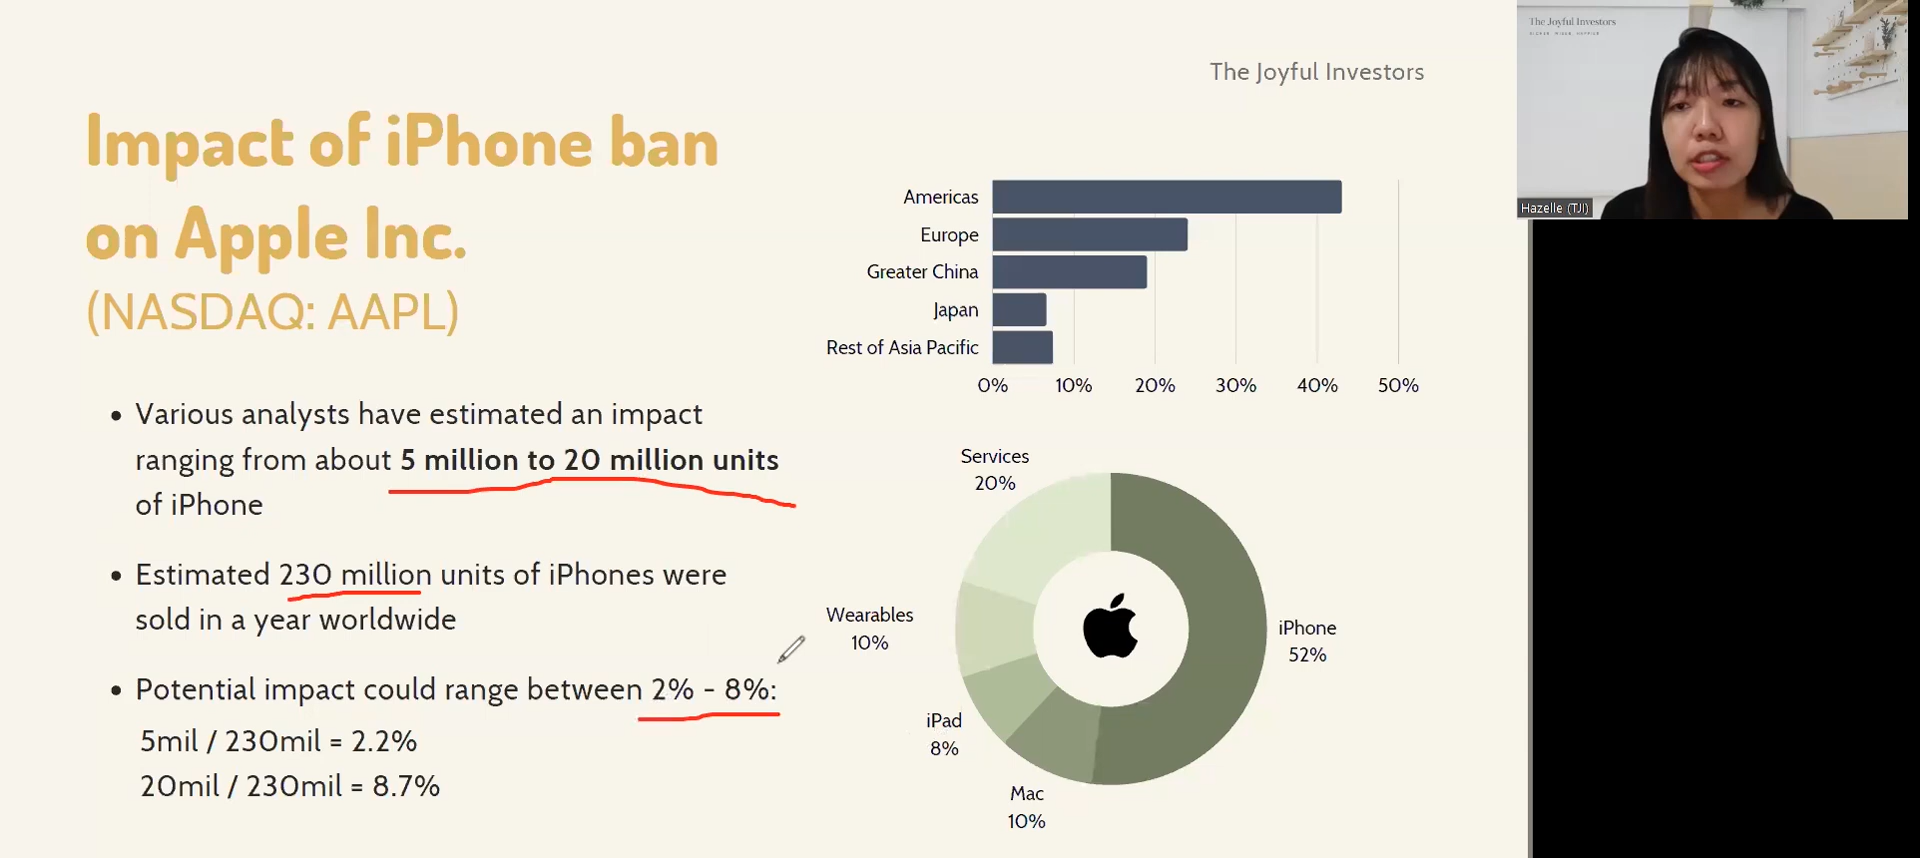 The Joyful Investors
Impact of iPhone ban
on Apple Inc.
(NASDAQ: AAPL)
• Various analysts have estimated an impact
ranging from about 5 million to 20 million units
of iPhone
• Estimated 230 million units of iPhones were
sold in a year worldwide
• Potential impact could range between 2% - 8%:
5mil / 230mil = 2.2%
20mil / 230mil = 8.7%
Americas
Europe
Greater China
Japan
Rest of Asia Pacific
0% 10% 20% 30% 40% 50%
Services
20%
Wearables
10%
iPad
8%
Mac
10%
iPhone
52%
The Joyful Investors
Hazelle (TJI)